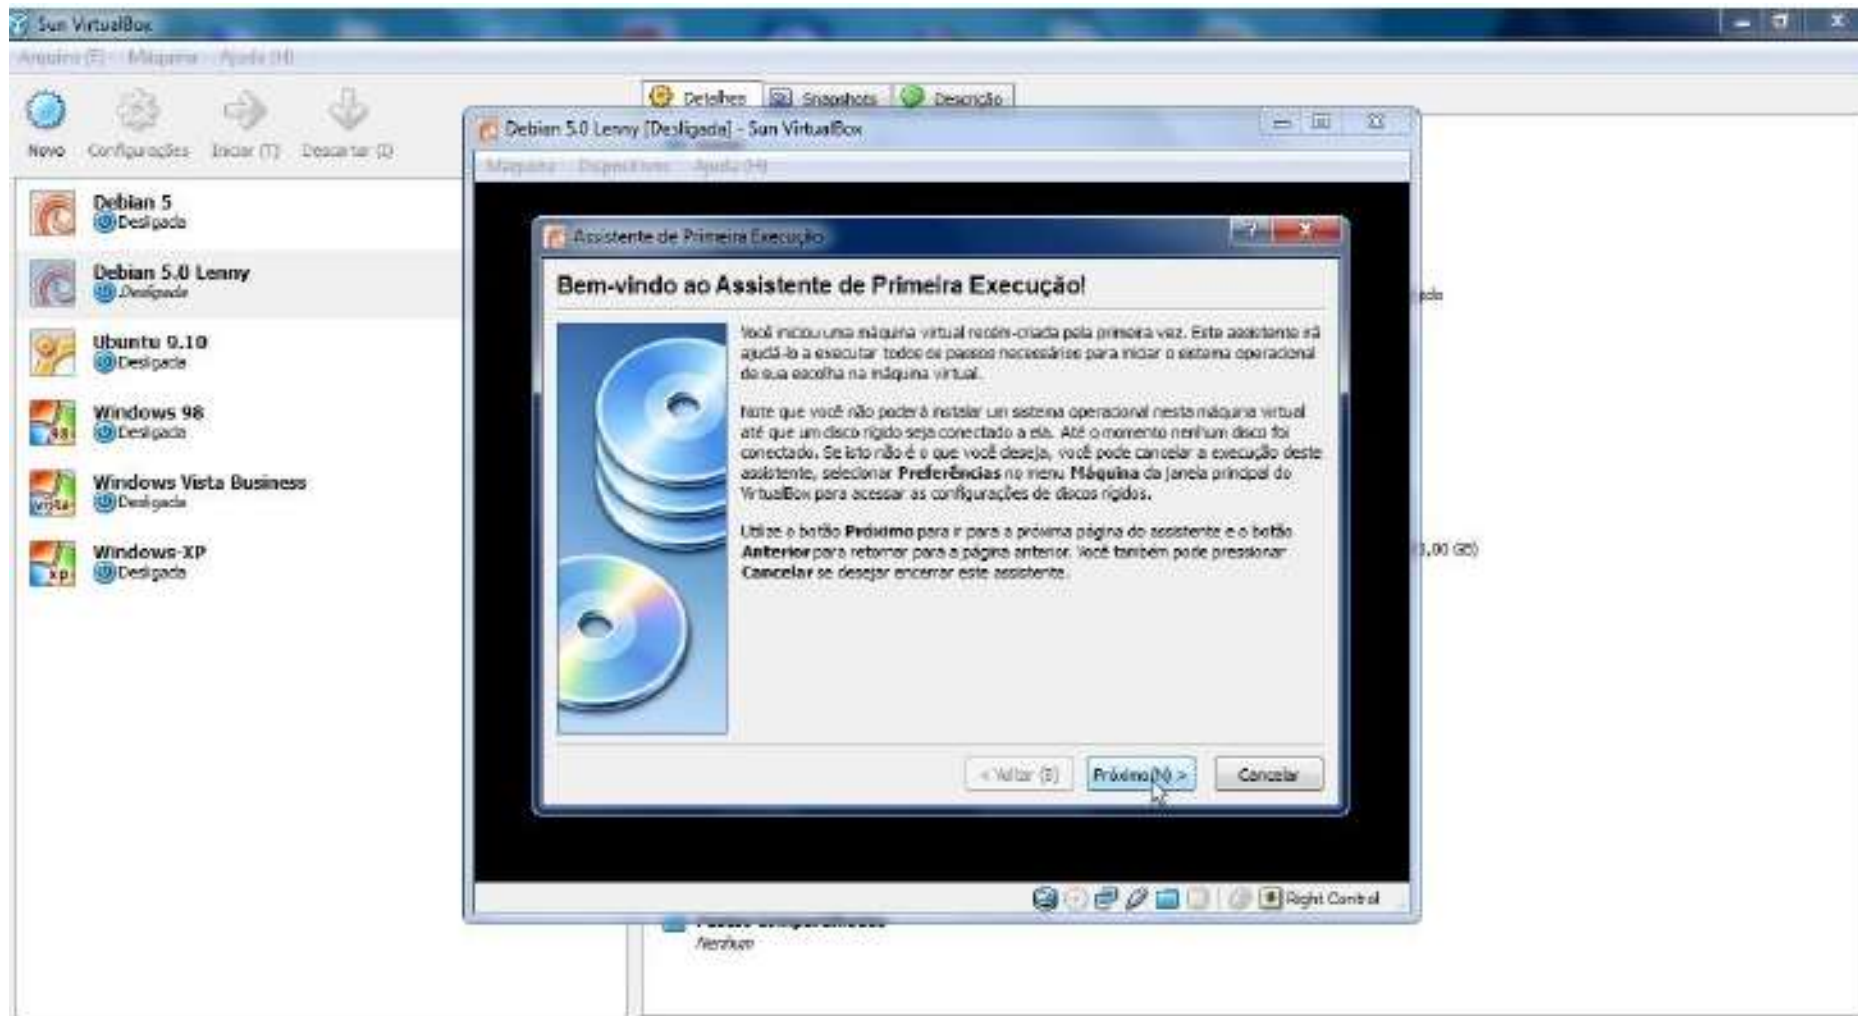 Sun VirtualBox
Arquivo (F) Máquina Ajuda (H)
Novo Configurações Iniciar (T) Descartar (D)
Detalhes Snapshots Descrição
Debian 5
Desligada
Debian 5.0 Lenny
Desligada
Ubuntu 9.10
Desligada
Windows 98
Desligada
Windows Vista Business
Desligada
Windows-XP
Desligada
Debian 5.0 Lenny [Desligada] - Sun VirtualBox
Máquina Dispositivos Ajuda (H)
Assistente de Primeira Execução
Bem-vindo ao Assistente de Primeira Execução!
Você iniciou uma máquina virtual recém-criada pela primeira vez. Este assistente irá
ajudá-lo a executar todos os passos necessários para iniciar o sistema operacional
de sua escolha na máquina virtual.
Note que você não poderá instalar um sistema operacional nesta máquina virtual
até que um disco rígido seja conectado a ela. Até o momento nenhum disco foi
conectado. Se isto não é o que você deseja, você pode cancelar a execução deste
assistente, selecionar Preferências no menu Máquina da janela principal do
VirtualBox para acessar as configurações de discos rígidos.
Utilize o botão Próximo para ir para a próxima página do assistente e o botão
Anterior para retornar para a página anterior. Você também pode pressionar
Cancelar se desejar encerrar este assistente.
< Voltar (B) Próximo(N) > Cancelar
Right Control
,00 GB)
Nenhum